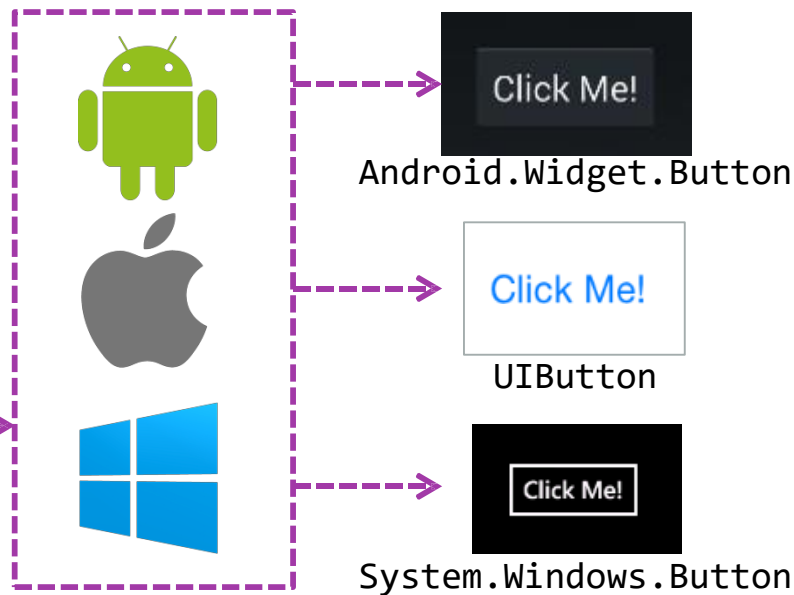 Click Me!
Android.Widget.Button
Click Me!
UIButton
Click Me!
System.Windows.Button